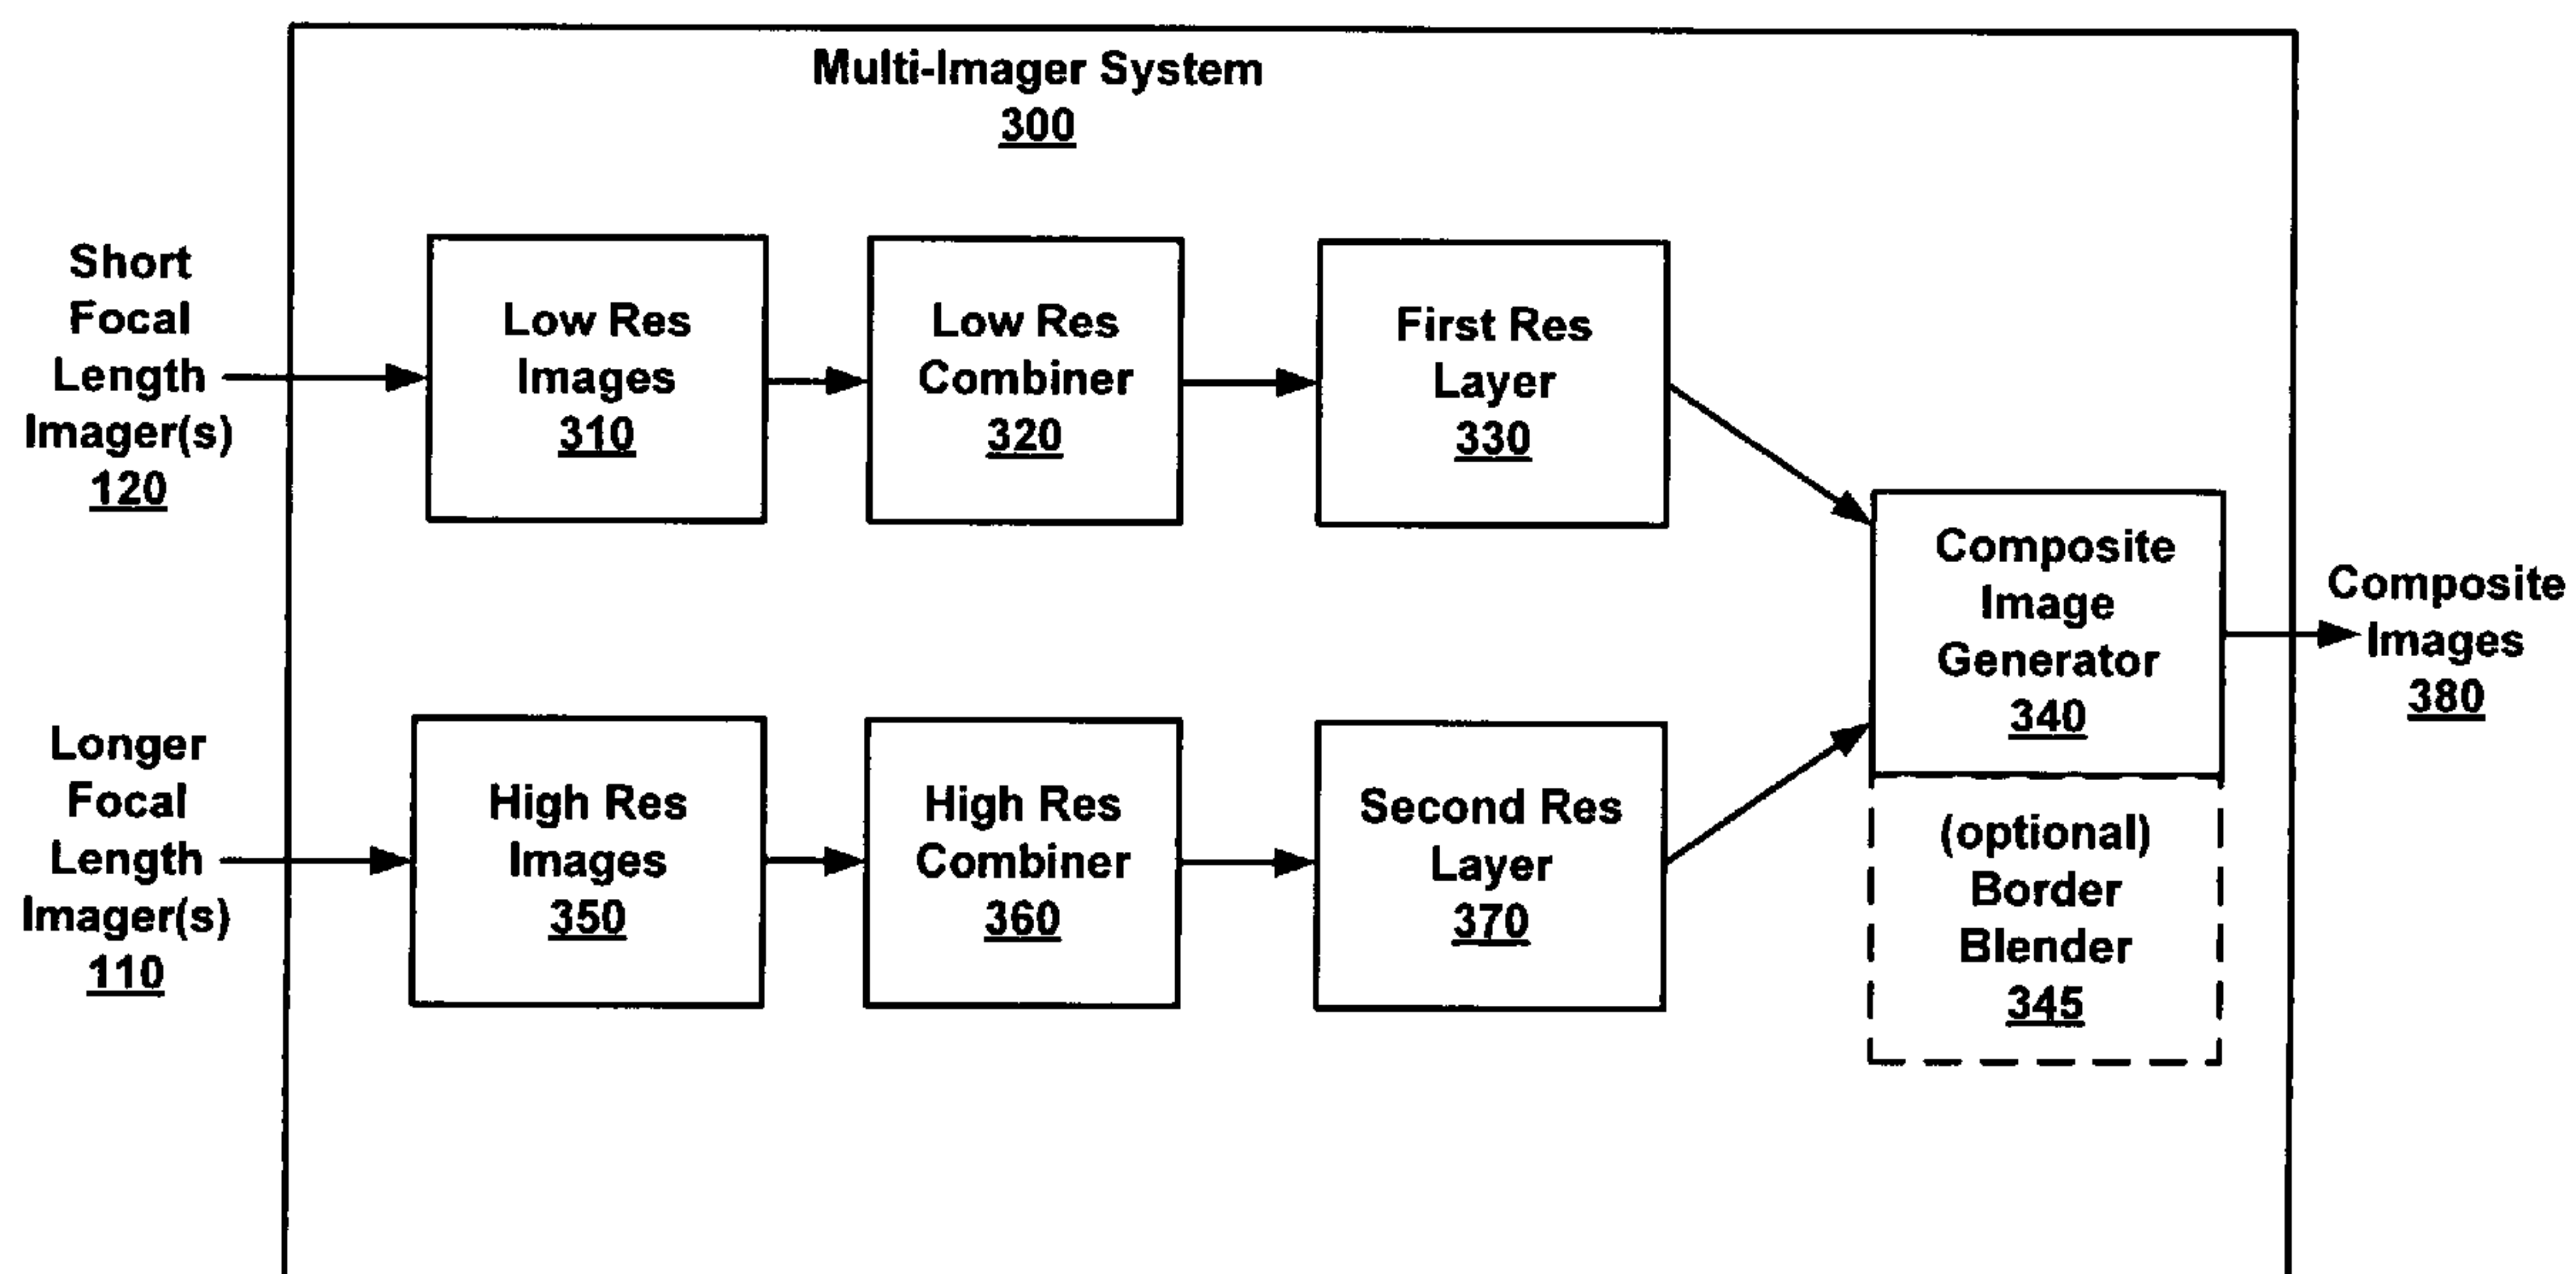 Multi-Imager System
300
Short
Focal
Length
Imager(s)
120
Low Res
Images
310
Low Res
Combiner
320
First Res
Layer
330
Composite
Image
Generator
340
Composite
Images
380
Longer
Focal
Length
Imager(s)
110
High Res
Images
350
High Res
Combiner
360
Second Res
Layer
370
(optional)
Border
Blender
345